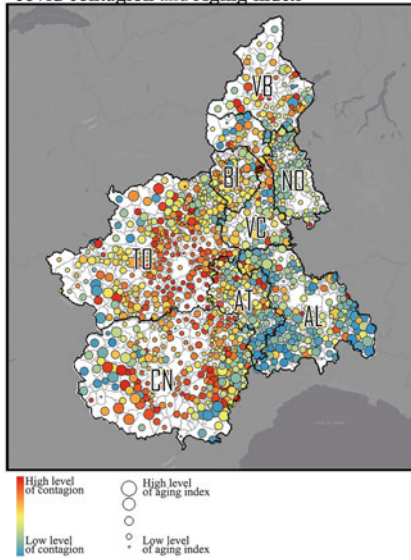 COVID contagion and Aging index
VB
BI
NO
VC
TO
AT
AL
CN
High level
of contagion
High level
of aging index
Low level
of contagion
Low level
of aging index